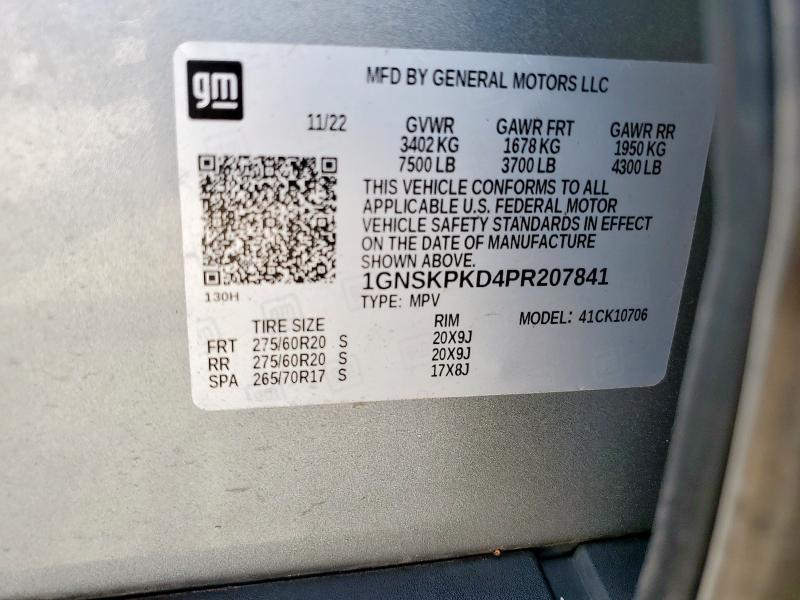 gm
MFD BY GENERAL MOTORS LLC
11/22 GVWR GAWR FRT GAWR RR
3402 KG 1678 KG 1950 KG
7500 LB 3700 LB 4300 LB
THIS VEHICLE CONFORMS TO ALL
APPLICABLE U.S. FEDERAL MOTOR
VEHICLE SAFETY STANDARDS IN EFFECT
ON THE DATE OF MANUFACTURE
SHOWN ABOVE.
1GNSKPKD4PR207841
130H
TYPE: MPV
MODEL: 41CK10706
TIRE SIZE RIM
FRT 275/60R20 S 20X9J
RR 275/60R20 S 20X9J
SPA 265/70R17 S 17X8J